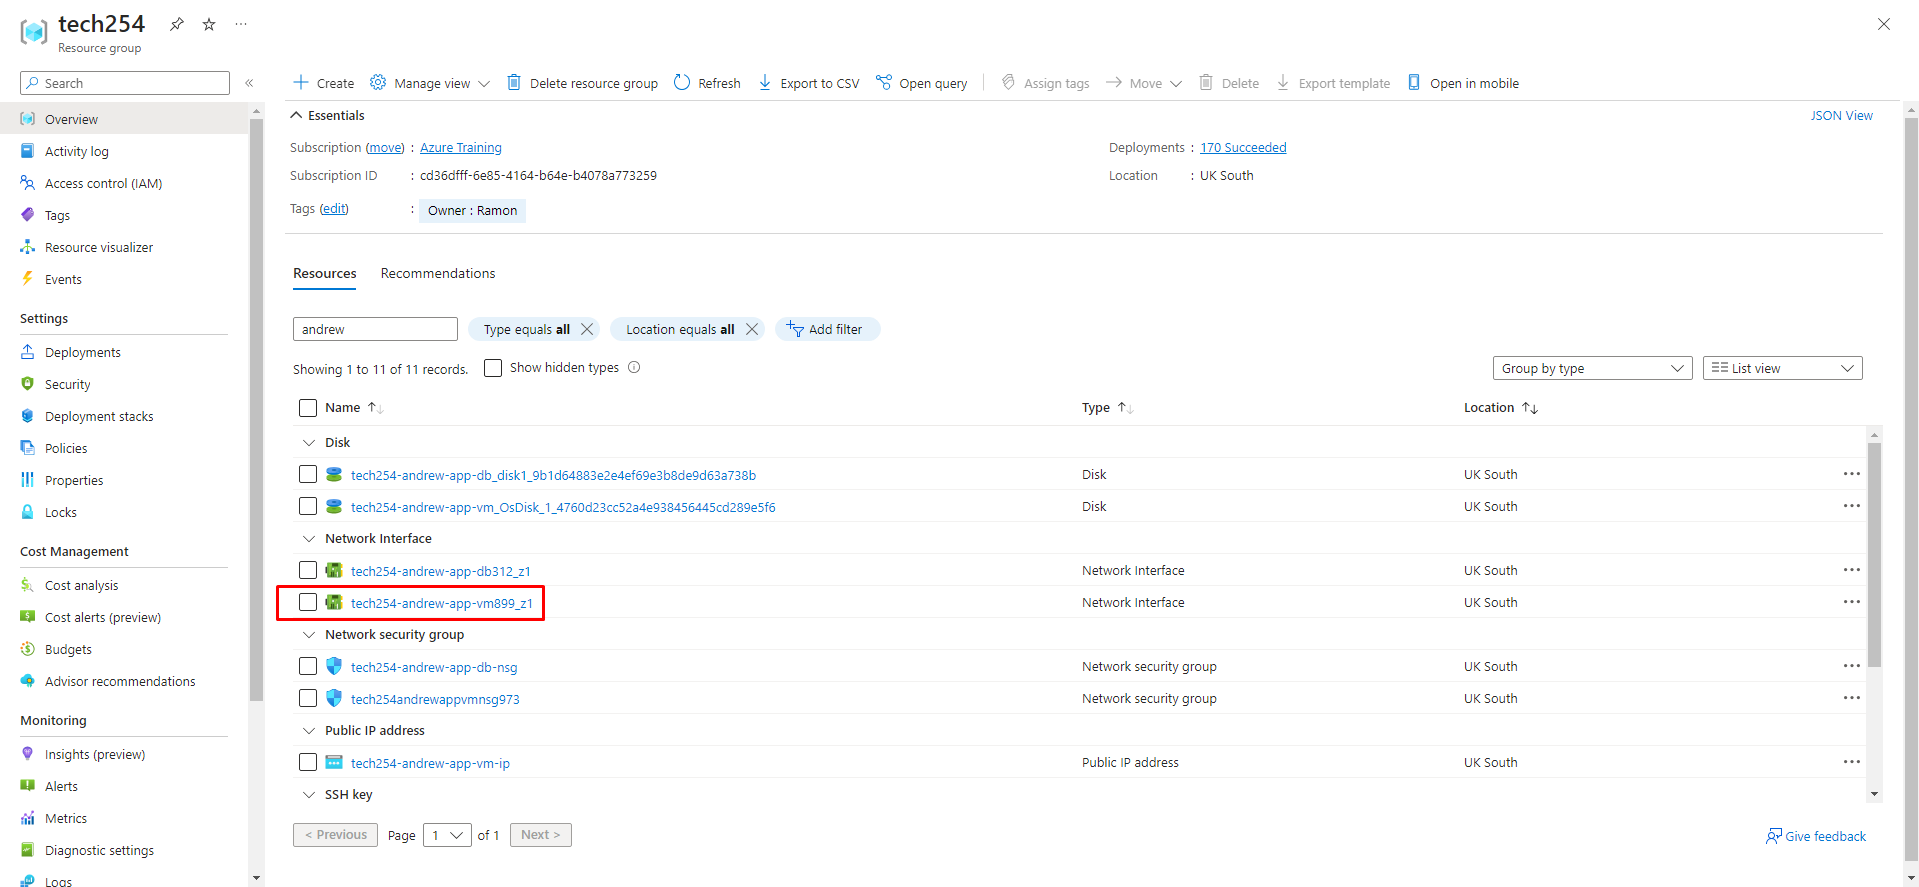 tech254
Resource group
Search
Overview
Activity log
Access control (IAM)
Tags
Resource visualizer
Events
Settings
Deployments
Security
Deployment stacks
Policies
Properties
Locks
Cost Management
Cost analysis
Cost alerts (preview)
Budgets
Advisor recommendations
Monitoring
Insights (preview)
Alerts
Metrics
Diagnostic settings
Logs
Create Manage view Delete resource group Refresh Export to CSV Open query Assign tags Move Delete Export template Open in mobile
Essentials JSON View
Subscription (move) : Azure Training Deployments : 170 Succeeded
Subscription ID : cd36dfff-6e85-4164-b64e-b4078a773259 Location : UK South
Tags (edit) : Owner : Ramon
Resources Recommendations
andrew Type equals all Location equals all Add filter
Showing 1 to 11 of 11 records. Show hidden types Group by type List view
Name Type Location
Disk
tech254-andrew-app-db_disk1_9b1d64883e2e4ef69e3b8de9d63a738b Disk UK South
tech254-andrew-app-vm_OsDisk_1_4760d23cc52a4e938456445cd289e5f6 Disk UK South
Network Interface
tech254-andrew-app-db312_z1 Network Interface UK South
tech254-andrew-app-vm899_z1 Network Interface UK South
Network security group
tech254-andrew-app-db-nsg Network security group UK South
tech254andrewappvmnsg973 Network security group UK South
Public IP address
tech254-andrew-app-vm-ip Public IP address UK South
SSH key
< Previous Page 1 of 1 Next >
Give feedback